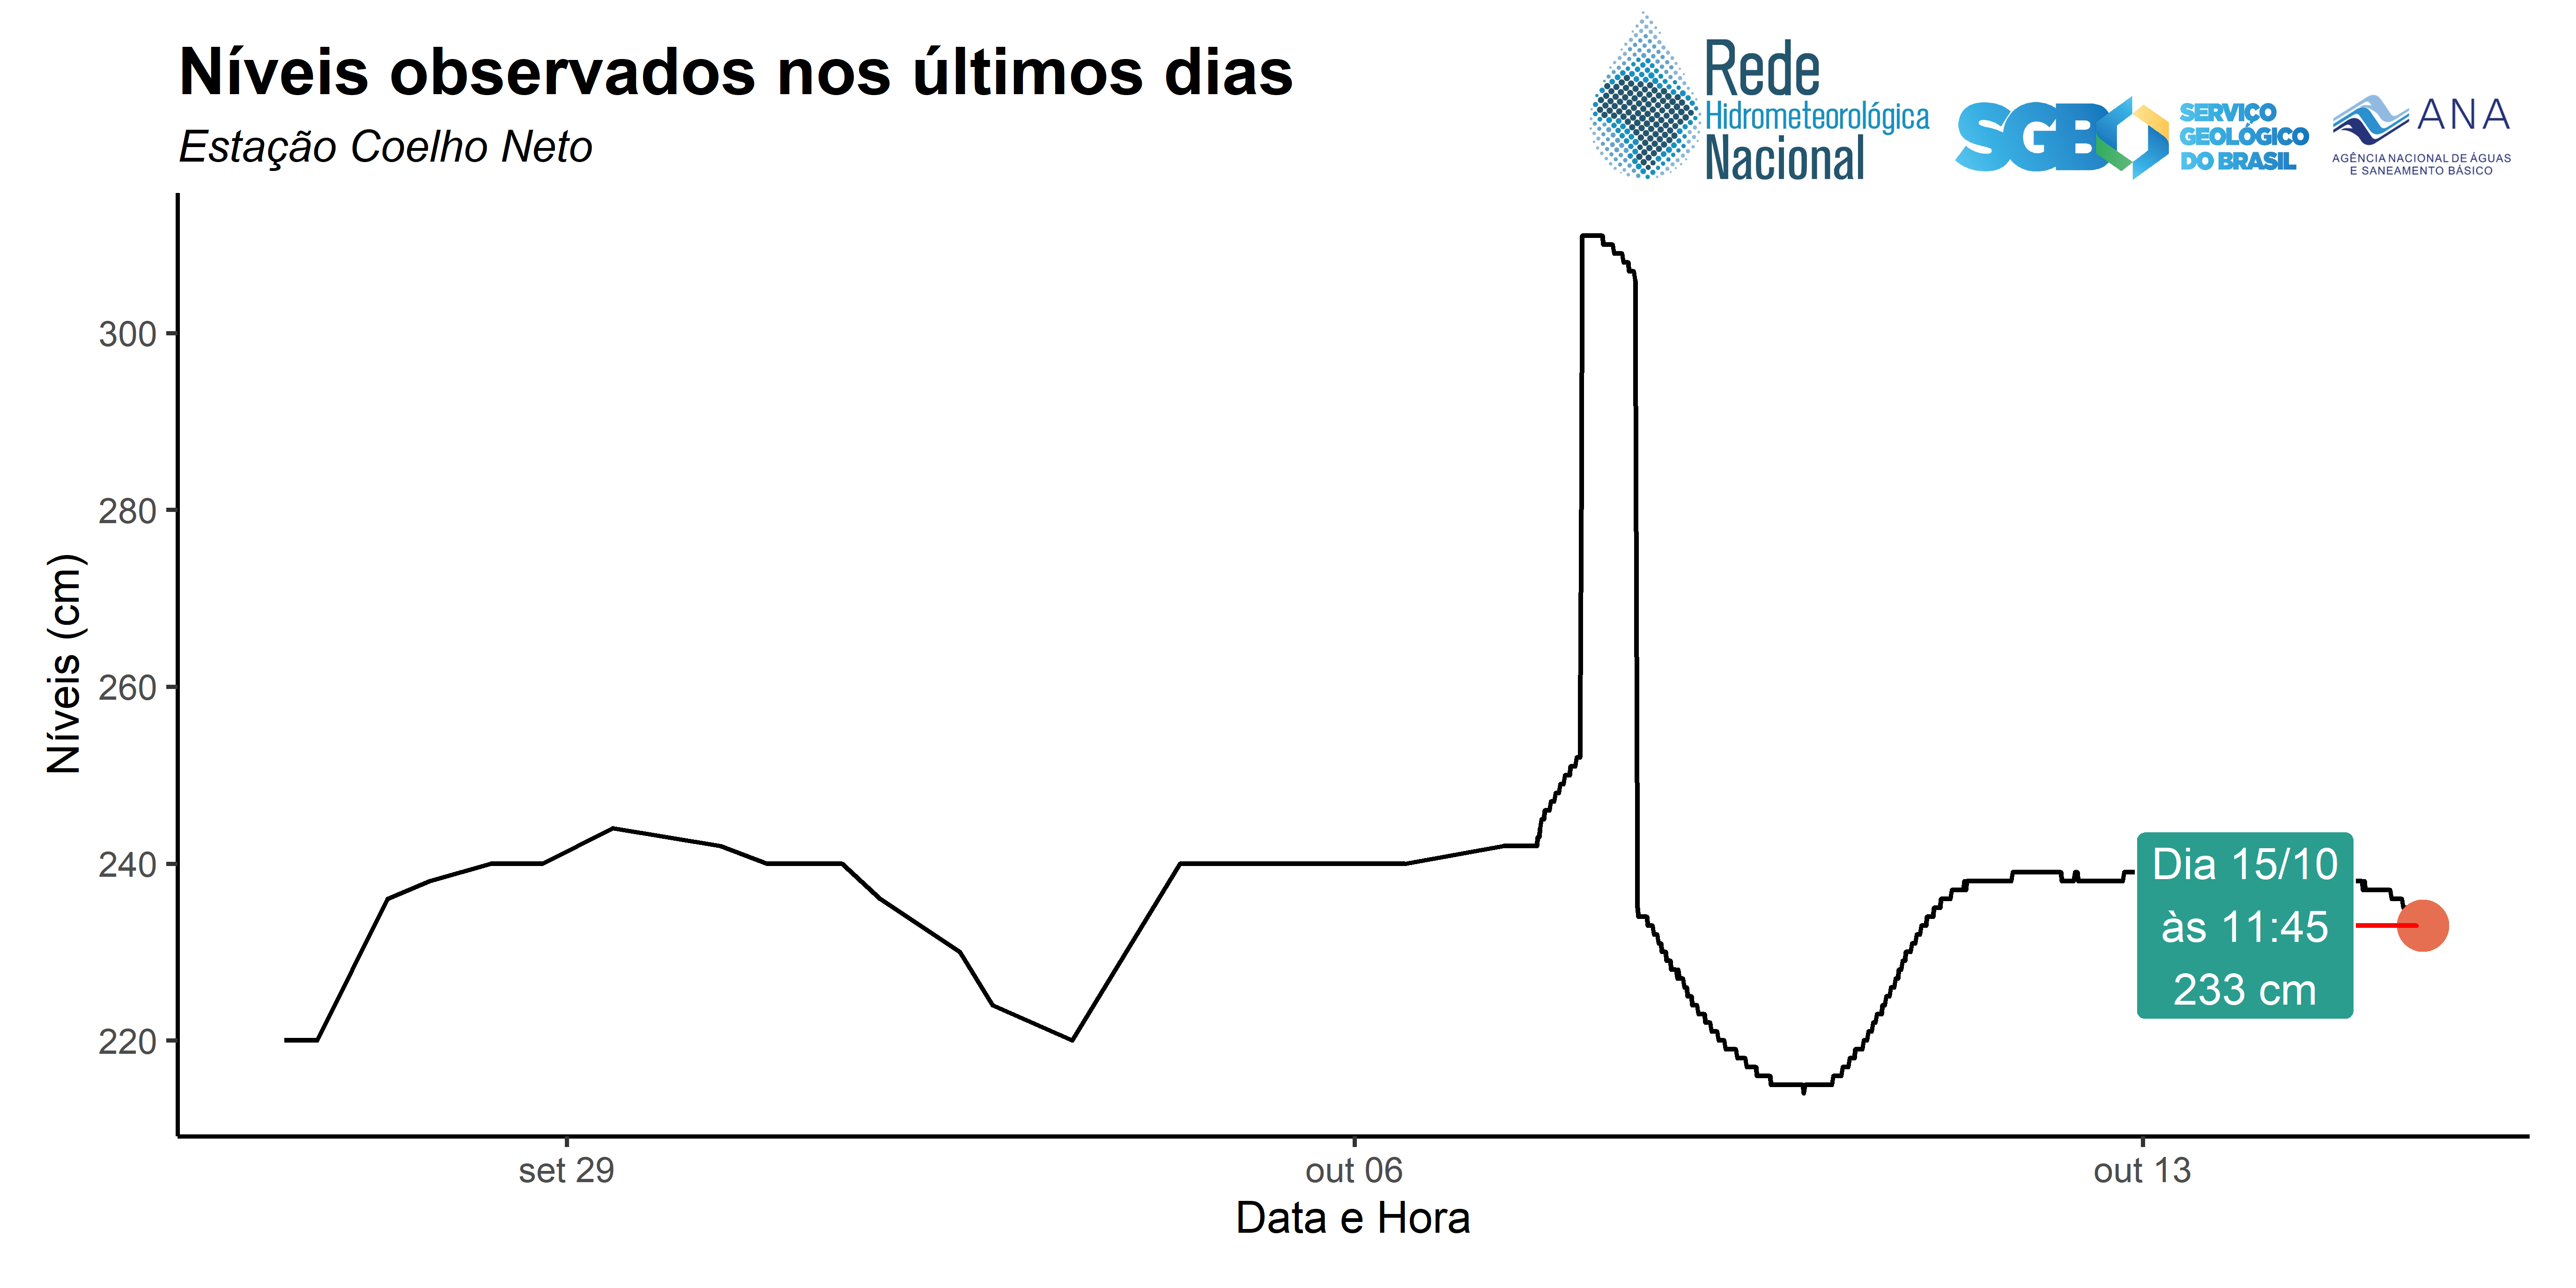 Níveis observados nos últimos dias
Estação Coelho Neto
Rede
Hidrometeorológica
Nacional
SGB
SERVIÇO
GEOLÓGICO
DO BRASIL
ANA
AGÊNCIA NACIONAL DE ÁGUAS
E SANEAMENTO BÁSICO
Níveis (cm)
300
280
260
240
220
Dia 15/10
às 11:45
233 cm
set 29
out 06
out 13
Data e Hora